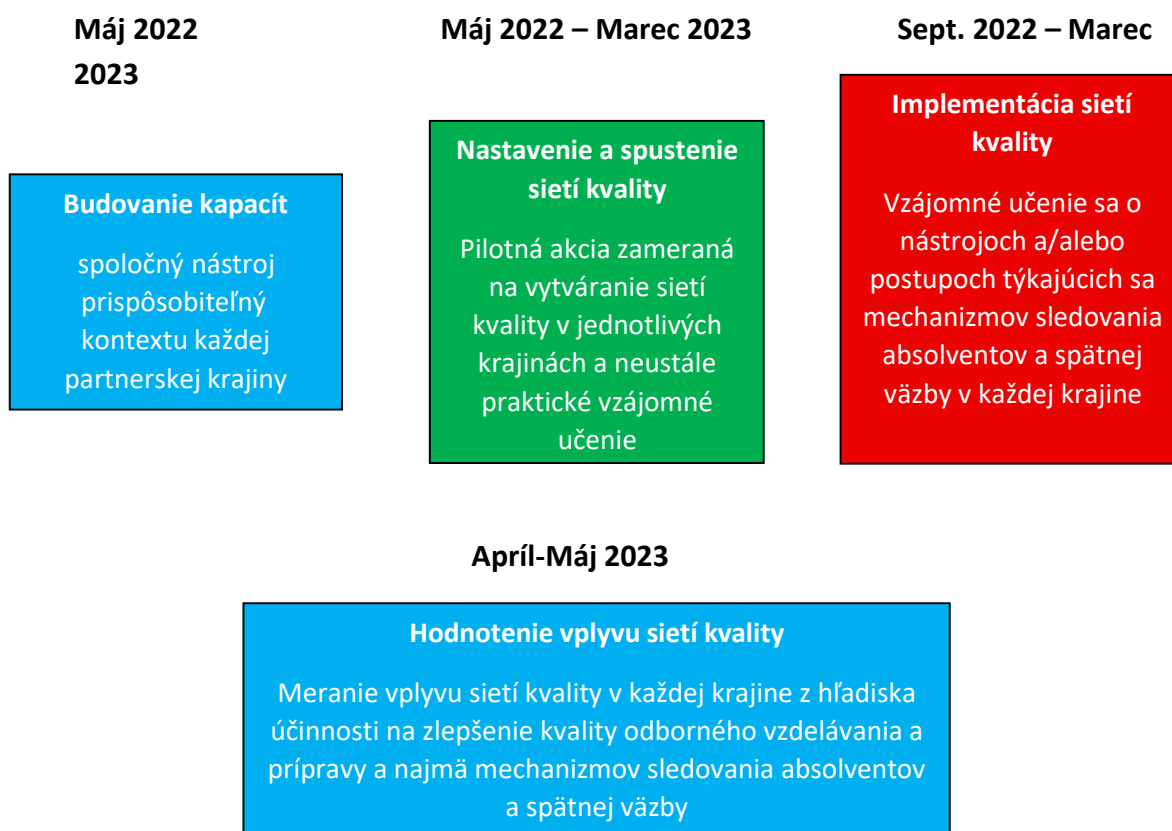 Máj 2022 Máj 2022 – Marec 2023 Sept. 2022 – Marec
2023
Budovanie kapacít
spoločný nástroj
prispôsobiteľný
kontextu každej
partnerskej krajiny
Nastavenie a spustenie
sietí kvality
Pilotná akcia zameraná
na vytváranie sietí
kvality v jednotlivých
krajinách a neustále
praktické vzájomné
učenie
Implementácia sietí
kvality
Vzájomné učenie sa o
nástrojoch a/alebo
postupoch týkajúcich sa
mechanizmov sledovania
absolventov a spätnej
väzby v každej krajine
Apríl-Máj 2023
Hodnotenie vplyvu sietí kvality
Meranie vplyvu sietí kvality v každej krajine z hľadiska
účinnosti na zlepšenie kvality odborného vzdelávania a
prípravy a najmä mechanizmov sledovania absolventov
a spätnej väzby